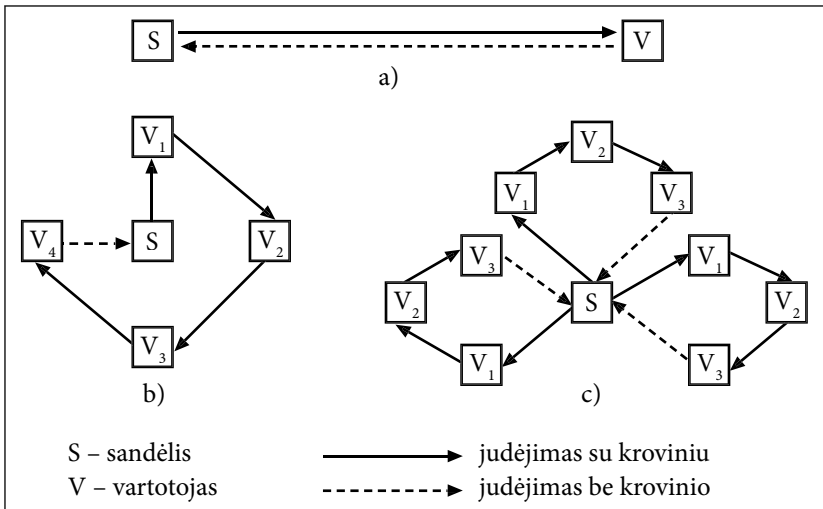 S V
a)
V₁
V₄ S V₂
V₃
b)
V₂
V₁ V₃
V₃ V₁
V₂ S V₂
V₁ V₃
c)
S – sandėlis judėjimas su kroviniu
V – vartotojas judėjimas be krovinio